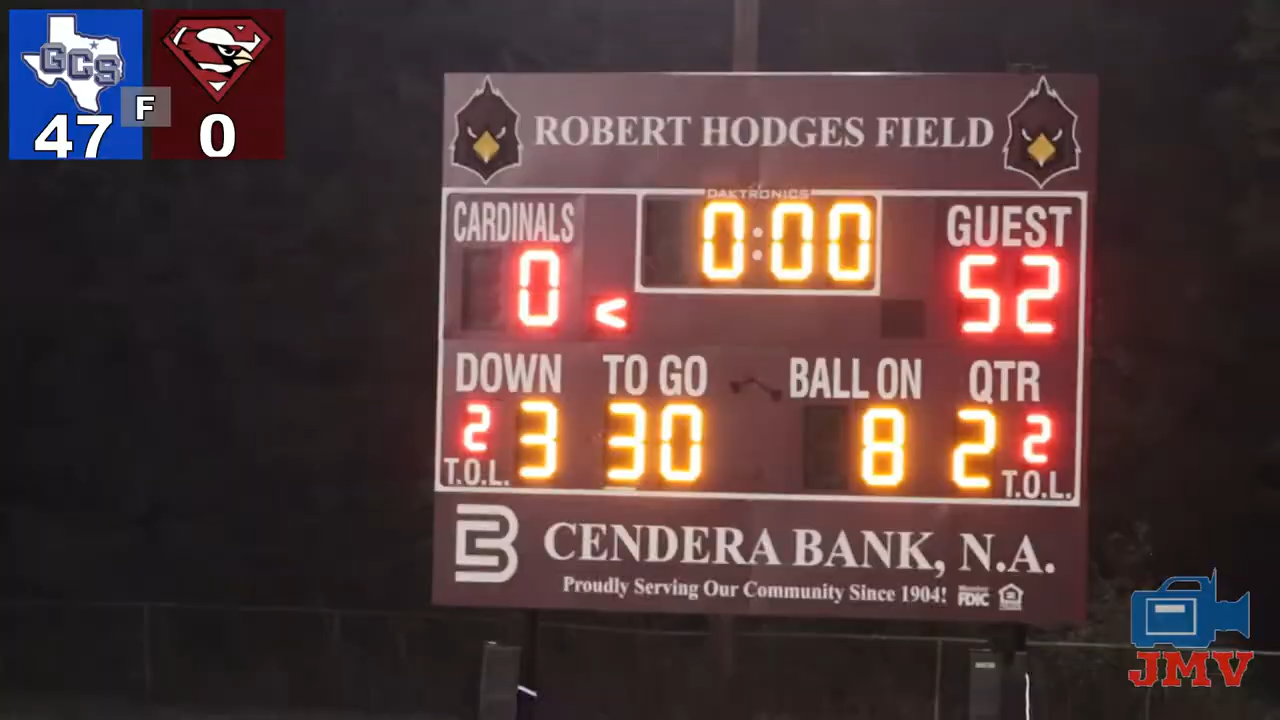 GCS
47
F
0
ROBERT HODGES FIELD
DAKTRONICS
CARDINALS
0:00
GUEST
0
<
52
DOWN
TO GO
BALL ON
QTR
2
3
30
8
2
2
T.O.L.
T.O.L.
CENDERA BANK, N.A.
Proudly Serving Our Community Since 1904!
FDIC
JMV